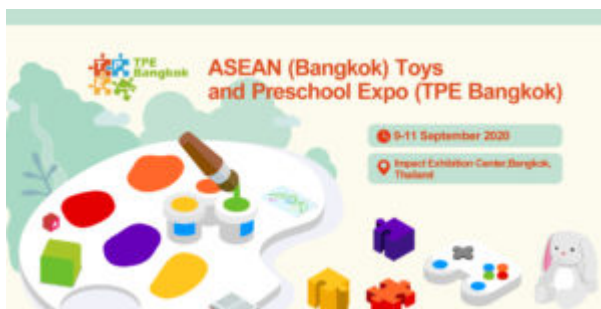 TPE
Bangkok
ASEAN (Bangkok) Toys
and Preschool Expo (TPE Bangkok)
9-11 September 2020
Impact Exhibition Center,Bangkok,
Thailand